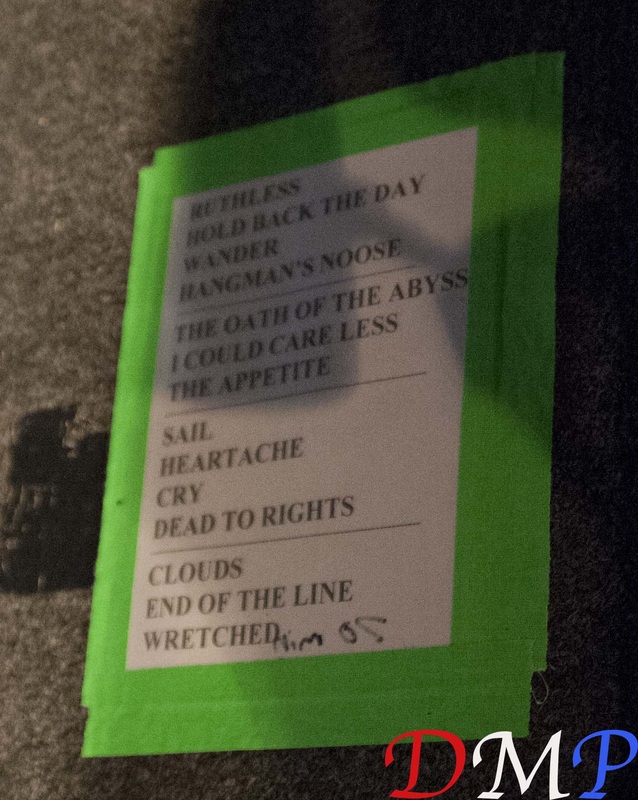 RUTHLESS
HOLD BACK THE DAY
WANDER
HANGMAN'S NOOSE
THE OATH OF THE ABYSS
I COULD CARE LESS
THE APPETITE
SAIL
HEARTACHE
CRY
DEAD TO RIGHTS
CLOUDS
END OF THE LINE
WRETCHED
DMP